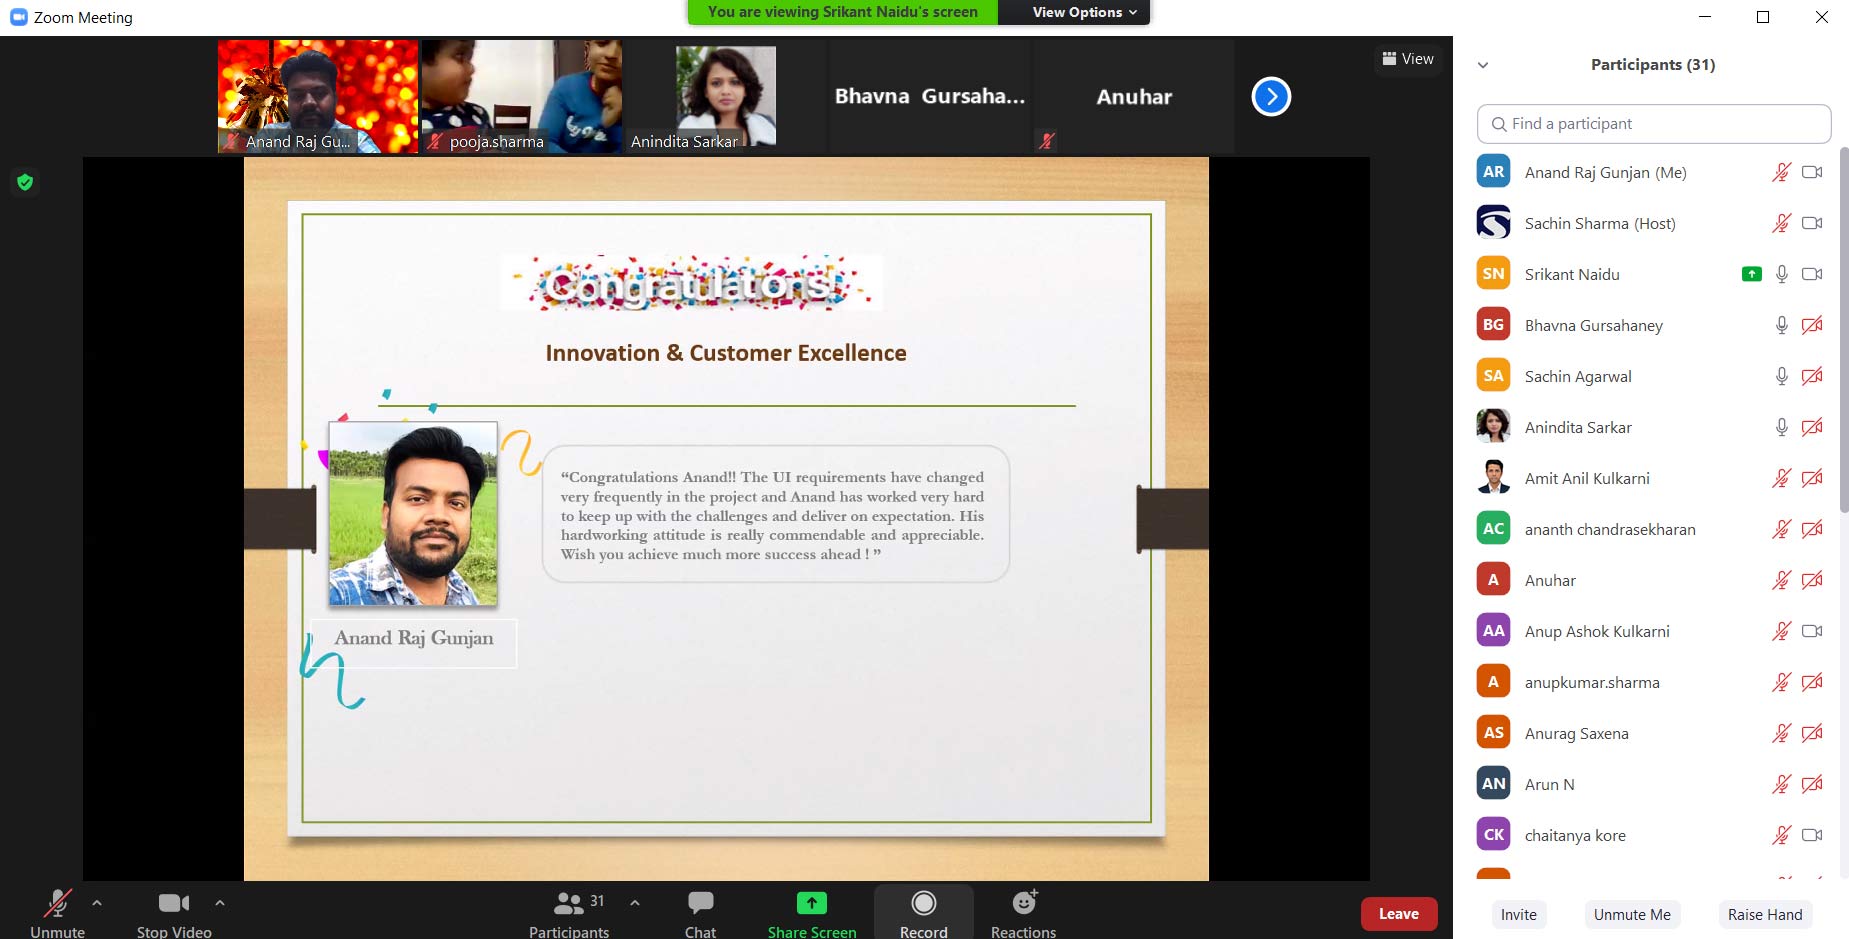 Zoom Meeting
You are viewing Srikant Naidu's screen
View Options
Anand Raj Gu...
pooja.sharma
Anindita Sarkar
Bhavna Gursaha...
Anuhar
View
Congratulations
Innovation & Customer Excellence
“Congratulations Anand!! The UI requirements have changed
very frequently in the project and Anand has worked very hard
to keep up with the challenges and deliver on expectation. His
hardworking attitude is really commendable and appreciable.
Wish you achieve much more success ahead ! ”
Anand Raj Gunjan
Participants (31)
Find a participant
AR Anand Raj Gunjan (Me)
Sachin Sharma (Host)
SN Srikant Naidu
BG Bhavna Gursahaney
SA Sachin Agarwal
Anindita Sarkar
Amit Anil Kulkarni
AC ananth chandrasekharan
A Anuhar
AA Anup Ashok Kulkarni
A anupkumar.sharma
AS Anurag Saxena
AN Arun N
CK chaitanya kore
Unmute
Stop Video
31
Participants
Chat
Share Screen
Record
Reactions
Leave
Invite
Unmute Me
Raise Hand